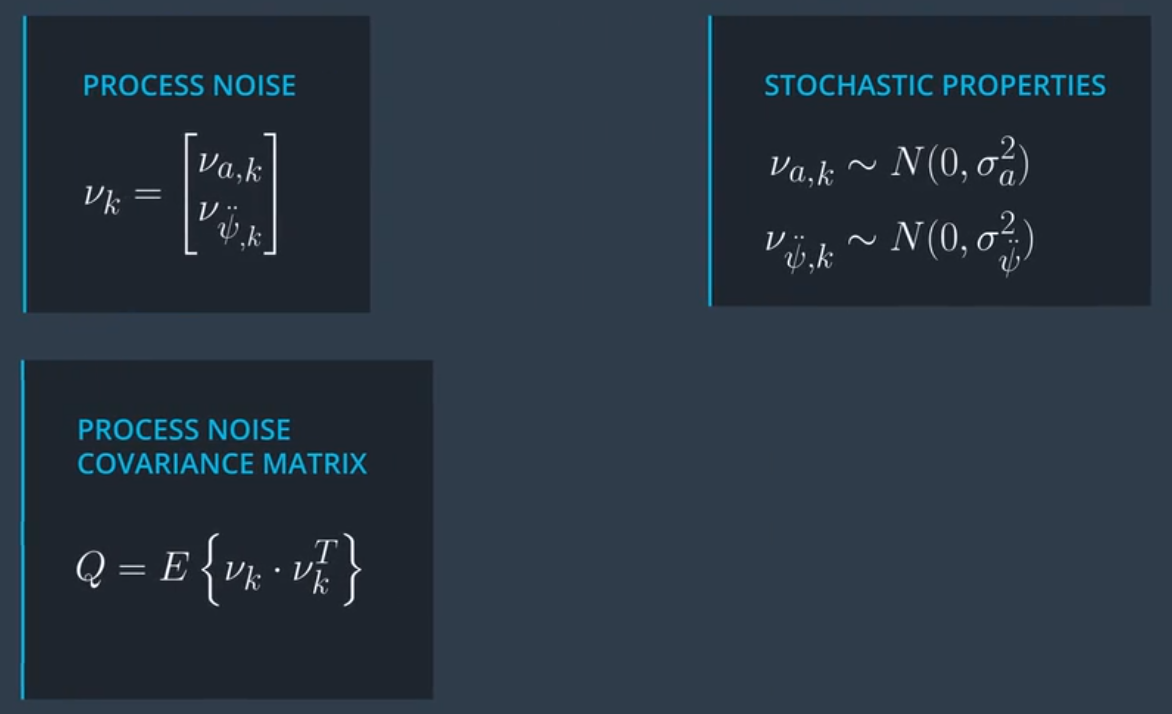 PROCESS NOISE
$\nu_k = \begin{bmatrix} \nu_{a,k} \\ \nu_{\ddot{\psi},k} \end{bmatrix}$
STOCHASTIC PROPERTIES
$\nu_{a,k} \sim N(0, \sigma_a^2)$
$\nu_{\ddot{\psi},k} \sim N(0, \sigma_{\ddot{\psi}}^2)$
PROCESS NOISE
COVARIANCE MATRIX
$Q = E \left\{ \nu_k \cdot \nu_k^T \right\}$